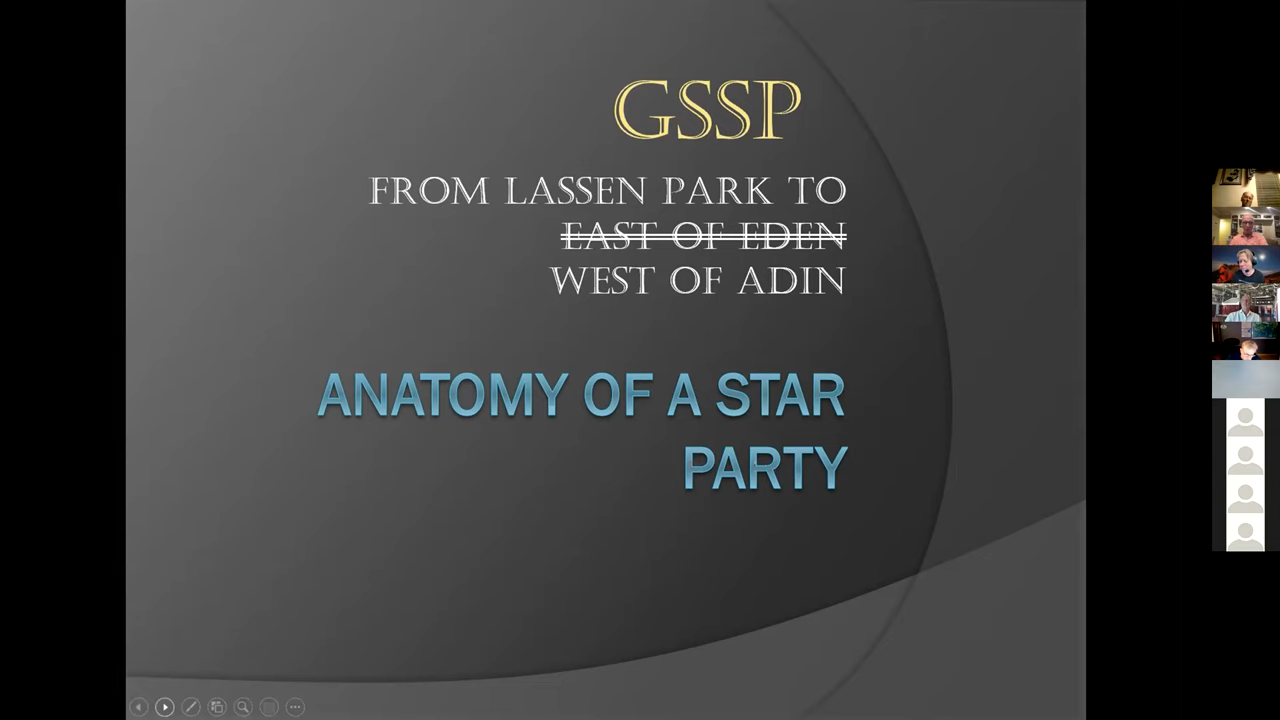 GSSP
FROM LASSEN PARK TO
EAST OF EDEN
WEST OF ADIN
ANATOMY OF A STAR
PARTY